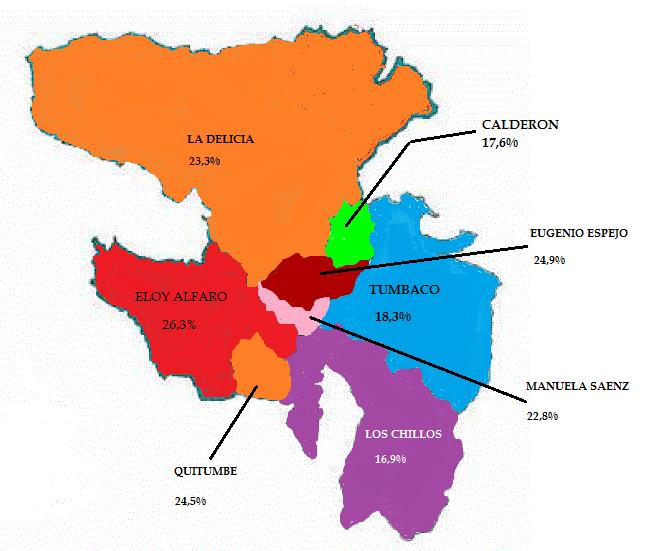 LA DELICIA
23,3%
CALDERON
17,6%
EUGENIO ESPEJO
24,9%
ELOY ALFARO
26,3%
TUMBACO
18,3%
MANUELA SAENZ
22,8%
LOS CHILLOS
16,9%
QUITUMBE
24,5%